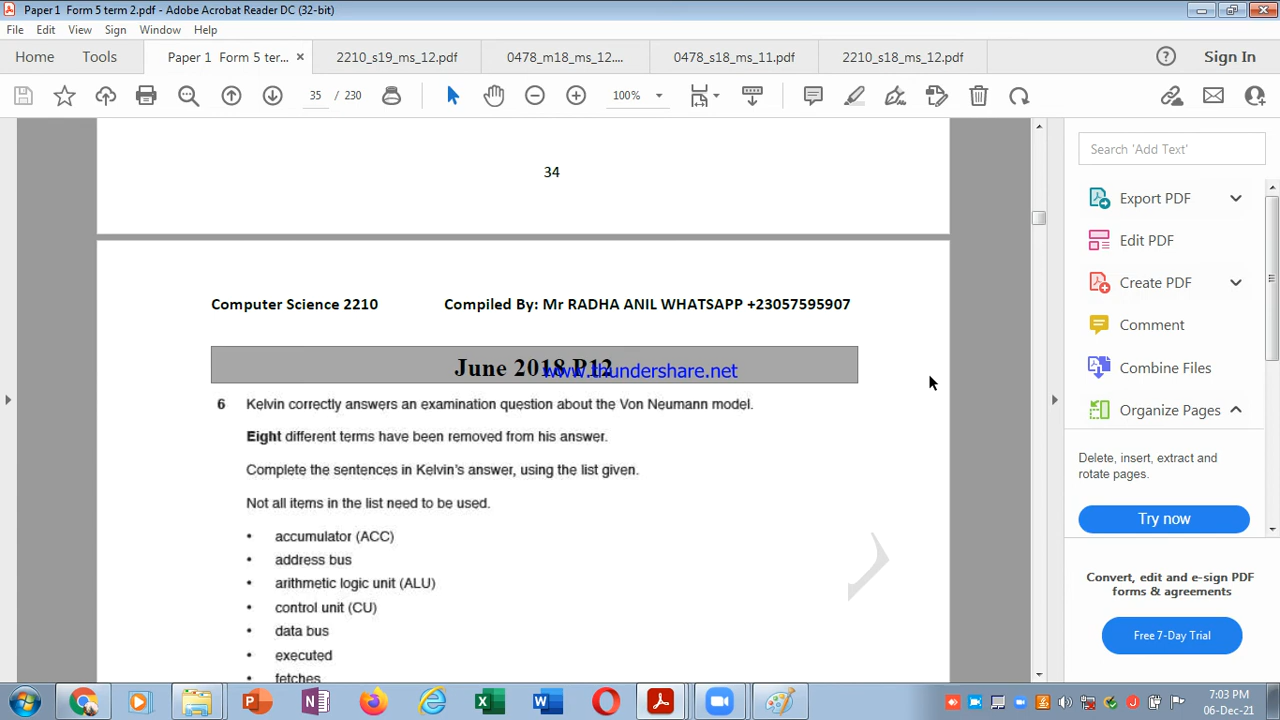 Paper 1 Form 5 term 2.pdf - Adobe Acrobat Reader DC (32-bit)
File Edit View Sign Window Help
Home Tools Paper 1 Form 5 ter... × 2210_s19_ms_12.pdf 0478_m18_ms_12.... 0478_s18_ms_11.pdf 2210_s18_ms_12.pdf Sign In
35 / 230 100%
34
Computer Science 2210 Compiled By: Mr RADHA ANIL WHATSAPP +23057595907
June 2018 P12
www.thundershare.net
6 Kelvin correctly answers an examination question about the Von Neumann model.
Eight different terms have been removed from his answer.
Complete the sentences in Kelvin's answer, using the list given.
Not all items in the list need to be used.
• accumulator (ACC)
• address bus
• arithmetic logic unit (ALU)
• control unit (CU)
• data bus
• executed
fetches
Search 'Add Text'
Export PDF
Edit PDF
Create PDF
Comment
Combine Files
Organize Pages
Delete, insert, extract and
rotate pages.
Try now
Convert, edit and e-sign PDF
forms & agreements
Free 7-Day Trial
7:03 PM
06-Dec-21